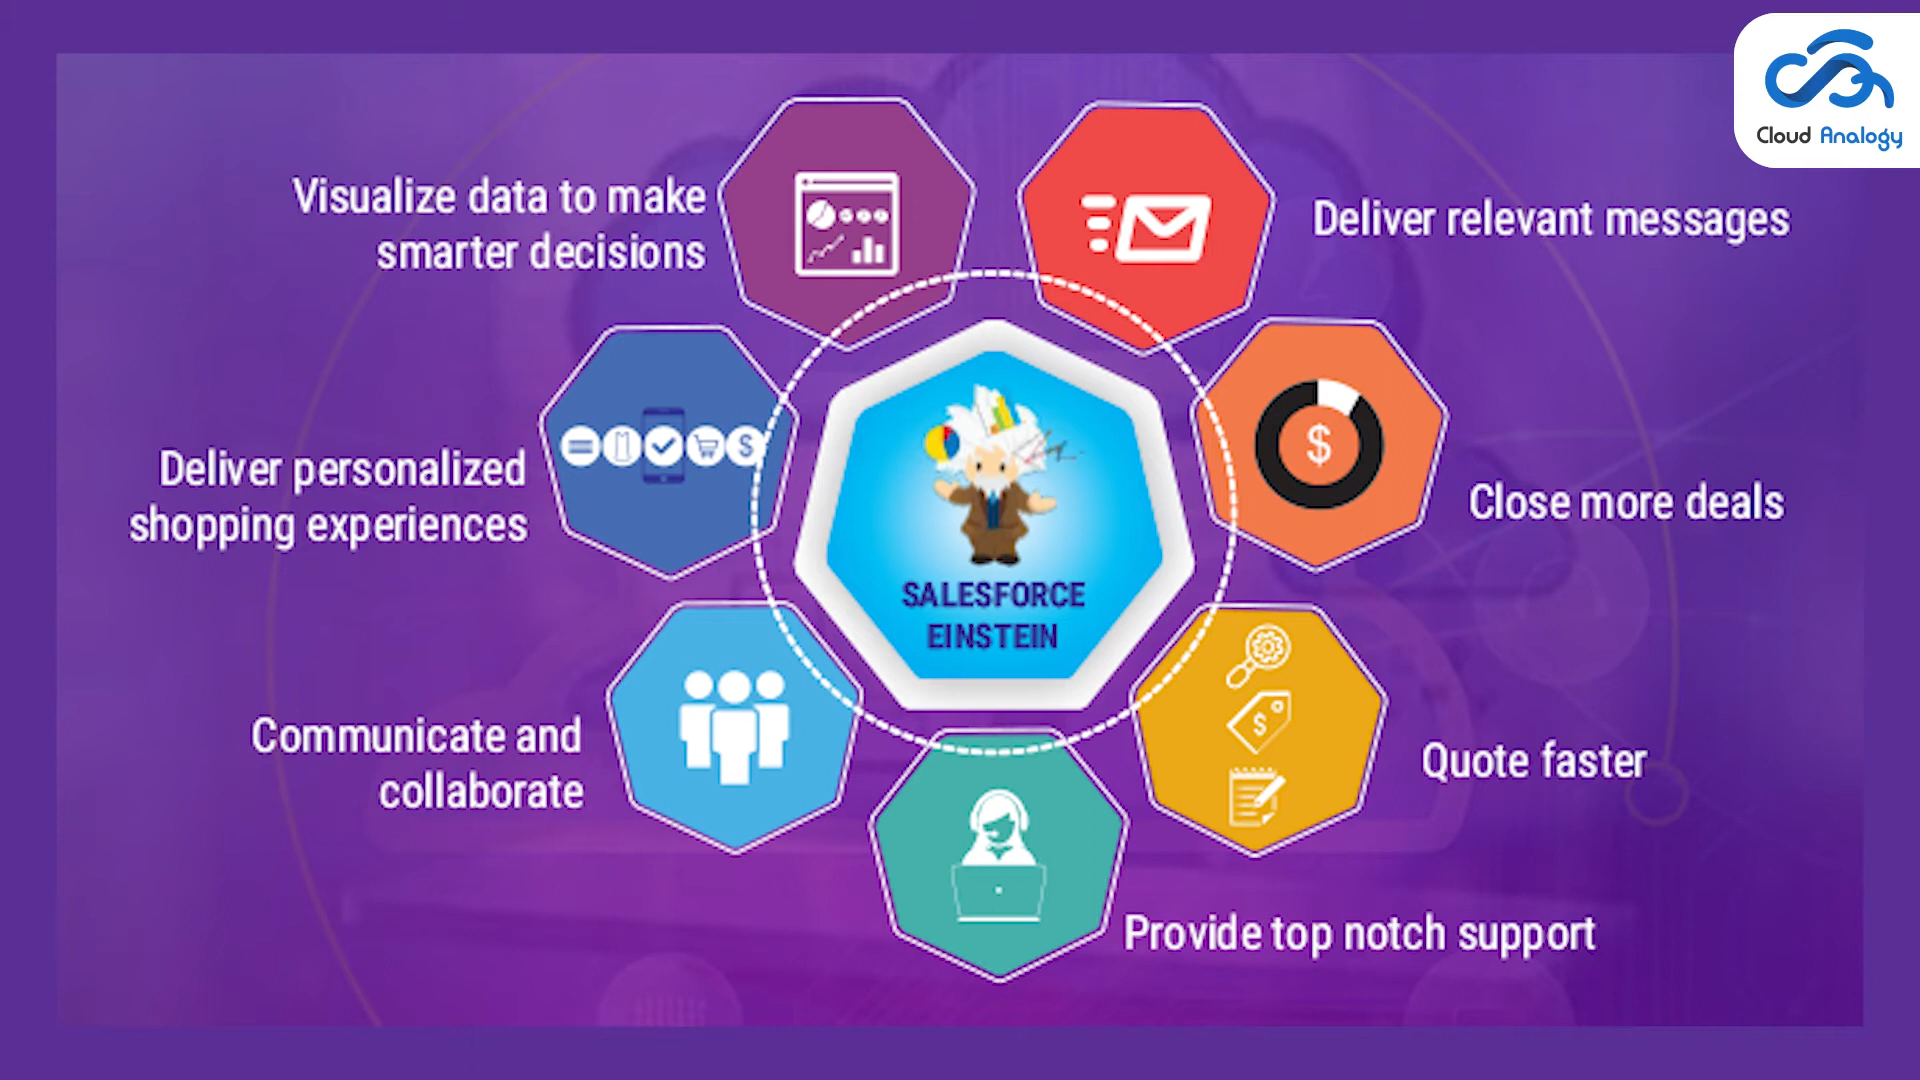 Cloud Analogy
Visualize data to make
smarter decisions
Deliver relevant messages
Deliver personalized
shopping experiences
$
$
Close more deals
SALESFORCE
EINSTEIN
Communicate and
collaborate
$
Quote faster
Provide top notch support